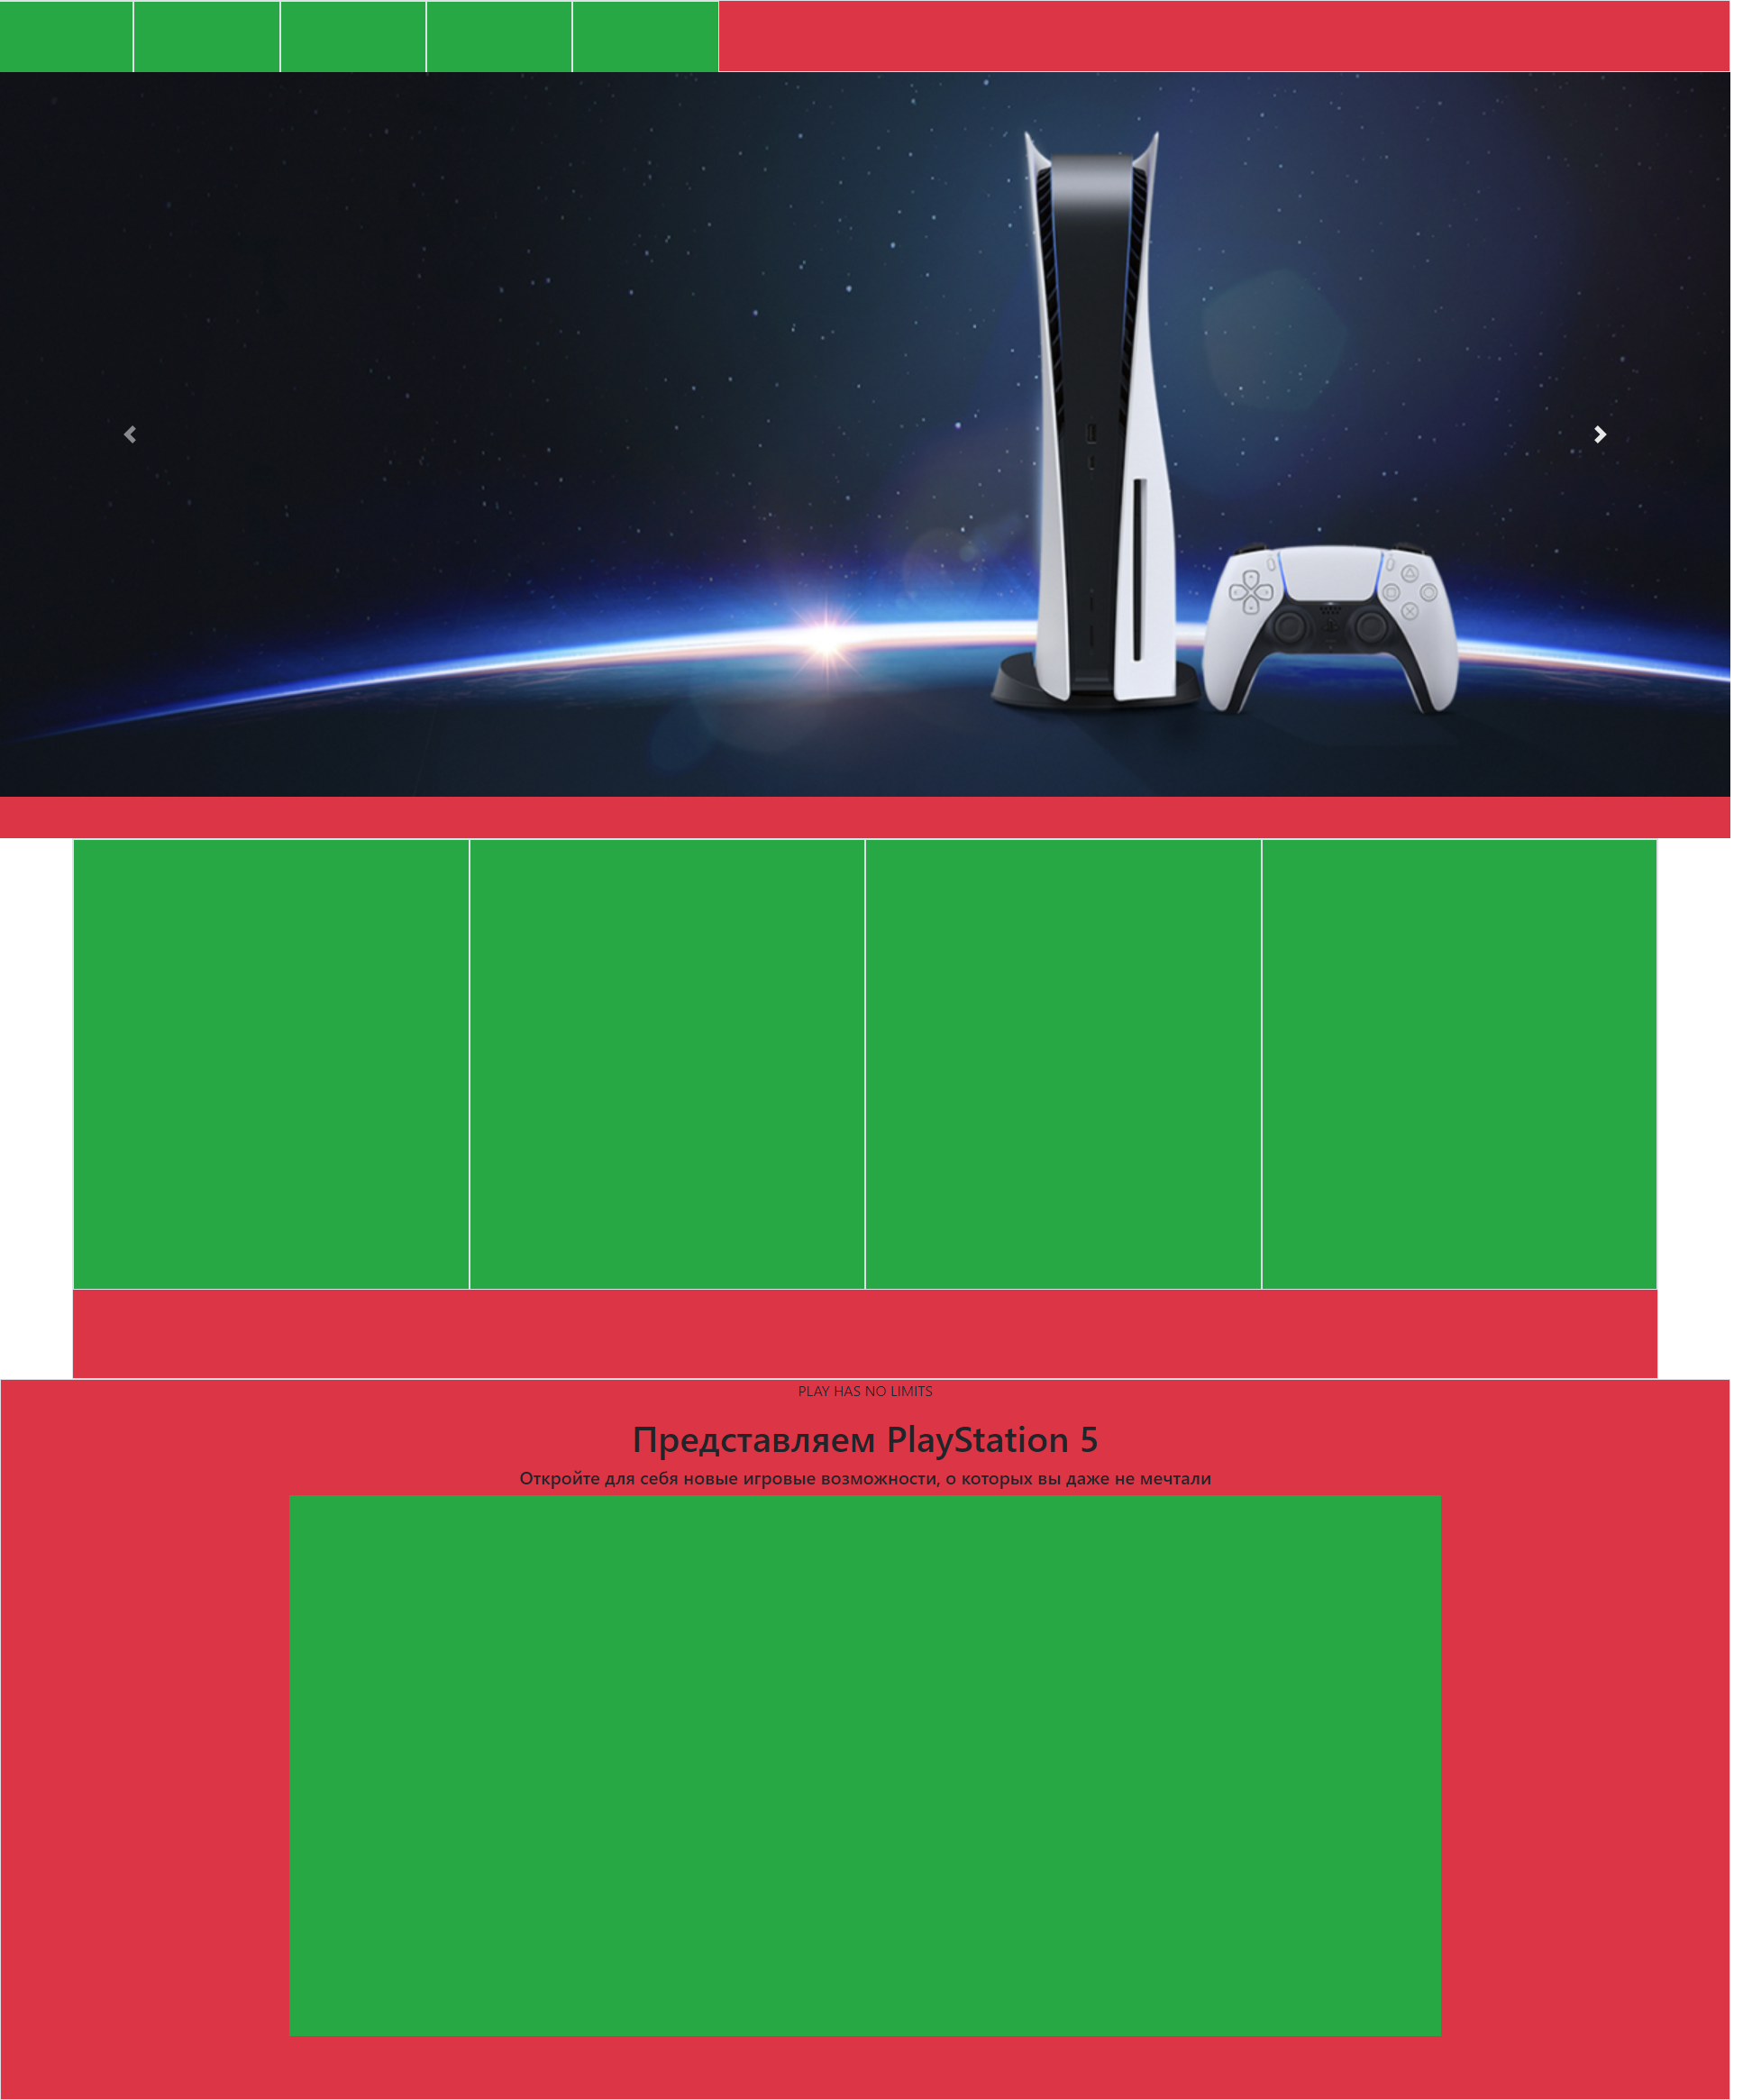 PLAY HAS NO LIMITS
Представляем PlayStation 5
Откройте для себя новые игровые возможности, о которых вы даже не мечтали